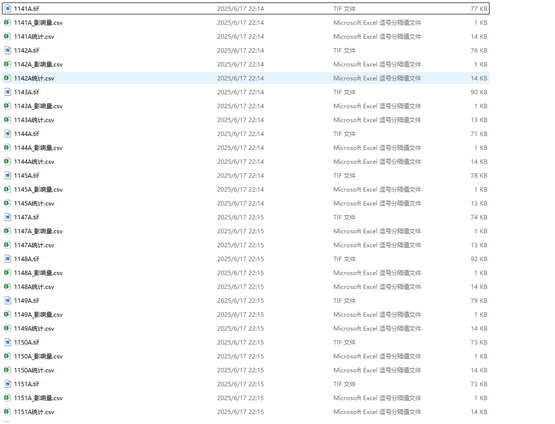 1141A.tif 2025/6/17 22:14 TIF 文件 77 KB
1141A_影响量.csv 2025/6/17 22:14 Microsoft Excel 逗号分隔值文件 1 KB
1141A统计.csv 2025/6/17 22:14 Microsoft Excel 逗号分隔值文件 14 KB
1142A.tif 2025/6/17 22:14 TIF 文件 76 KB
1142A_影响量.csv 2025/6/17 22:14 Microsoft Excel 逗号分隔值文件 1 KB
1142A统计.csv 2025/6/17 22:14 Microsoft Excel 逗号分隔值文件 14 KB
1143A.tif 2025/6/17 22:14 TIF 文件 90 KB
1143A_影响量.csv 2025/6/17 22:14 Microsoft Excel 逗号分隔值文件 1 KB
1143A统计.csv 2025/6/17 22:14 Microsoft Excel 逗号分隔值文件 13 KB
1144A.tif 2025/6/17 22:14 TIF 文件 71 KB
1144A_影响量.csv 2025/6/17 22:14 Microsoft Excel 逗号分隔值文件 1 KB
1144A统计.csv 2025/6/17 22:14 Microsoft Excel 逗号分隔值文件 14 KB
1145A.tif 2025/6/17 22:14 TIF 文件 78 KB
1145A_影响量.csv 2025/6/17 22:14 Microsoft Excel 逗号分隔值文件 1 KB
1145A统计.csv 2025/6/17 22:14 Microsoft Excel 逗号分隔值文件 13 KB
1147A.tif 2025/6/17 22:15 TIF 文件 74 KB
1147A_影响量.csv 2025/6/17 22:15 Microsoft Excel 逗号分隔值文件 1 KB
1147A统计.csv 2025/6/17 22:15 Microsoft Excel 逗号分隔值文件 13 KB
1148A.tif 2025/6/17 22:15 TIF 文件 92 KB
1148A_影响量.csv 2025/6/17 22:15 Microsoft Excel 逗号分隔值文件 1 KB
1148A统计.csv 2025/6/17 22:15 Microsoft Excel 逗号分隔值文件 14 KB
1149A.tif 2025/6/17 22:15 TIF 文件 79 KB
1149A_影响量.csv 2025/6/17 22:15 Microsoft Excel 逗号分隔值文件 1 KB
1149A统计.csv 2025/6/17 22:15 Microsoft Excel 逗号分隔值文件 14 KB
1150A.tif 2025/6/17 22:15 TIF 文件 73 KB
1150A_影响量.csv 2025/6/17 22:15 Microsoft Excel 逗号分隔值文件 1 KB
1150A统计.csv 2025/6/17 22:15 Microsoft Excel 逗号分隔值文件 14 KB
1151A.tif 2025/6/17 22:15 TIF 文件 73 KB
1151A_影响量.csv 2025/6/17 22:15 Microsoft Excel 逗号分隔值文件 1 KB
1151A统计.csv 2025/6/17 22:15 Microsoft Excel 逗号分隔值文件 14 KB